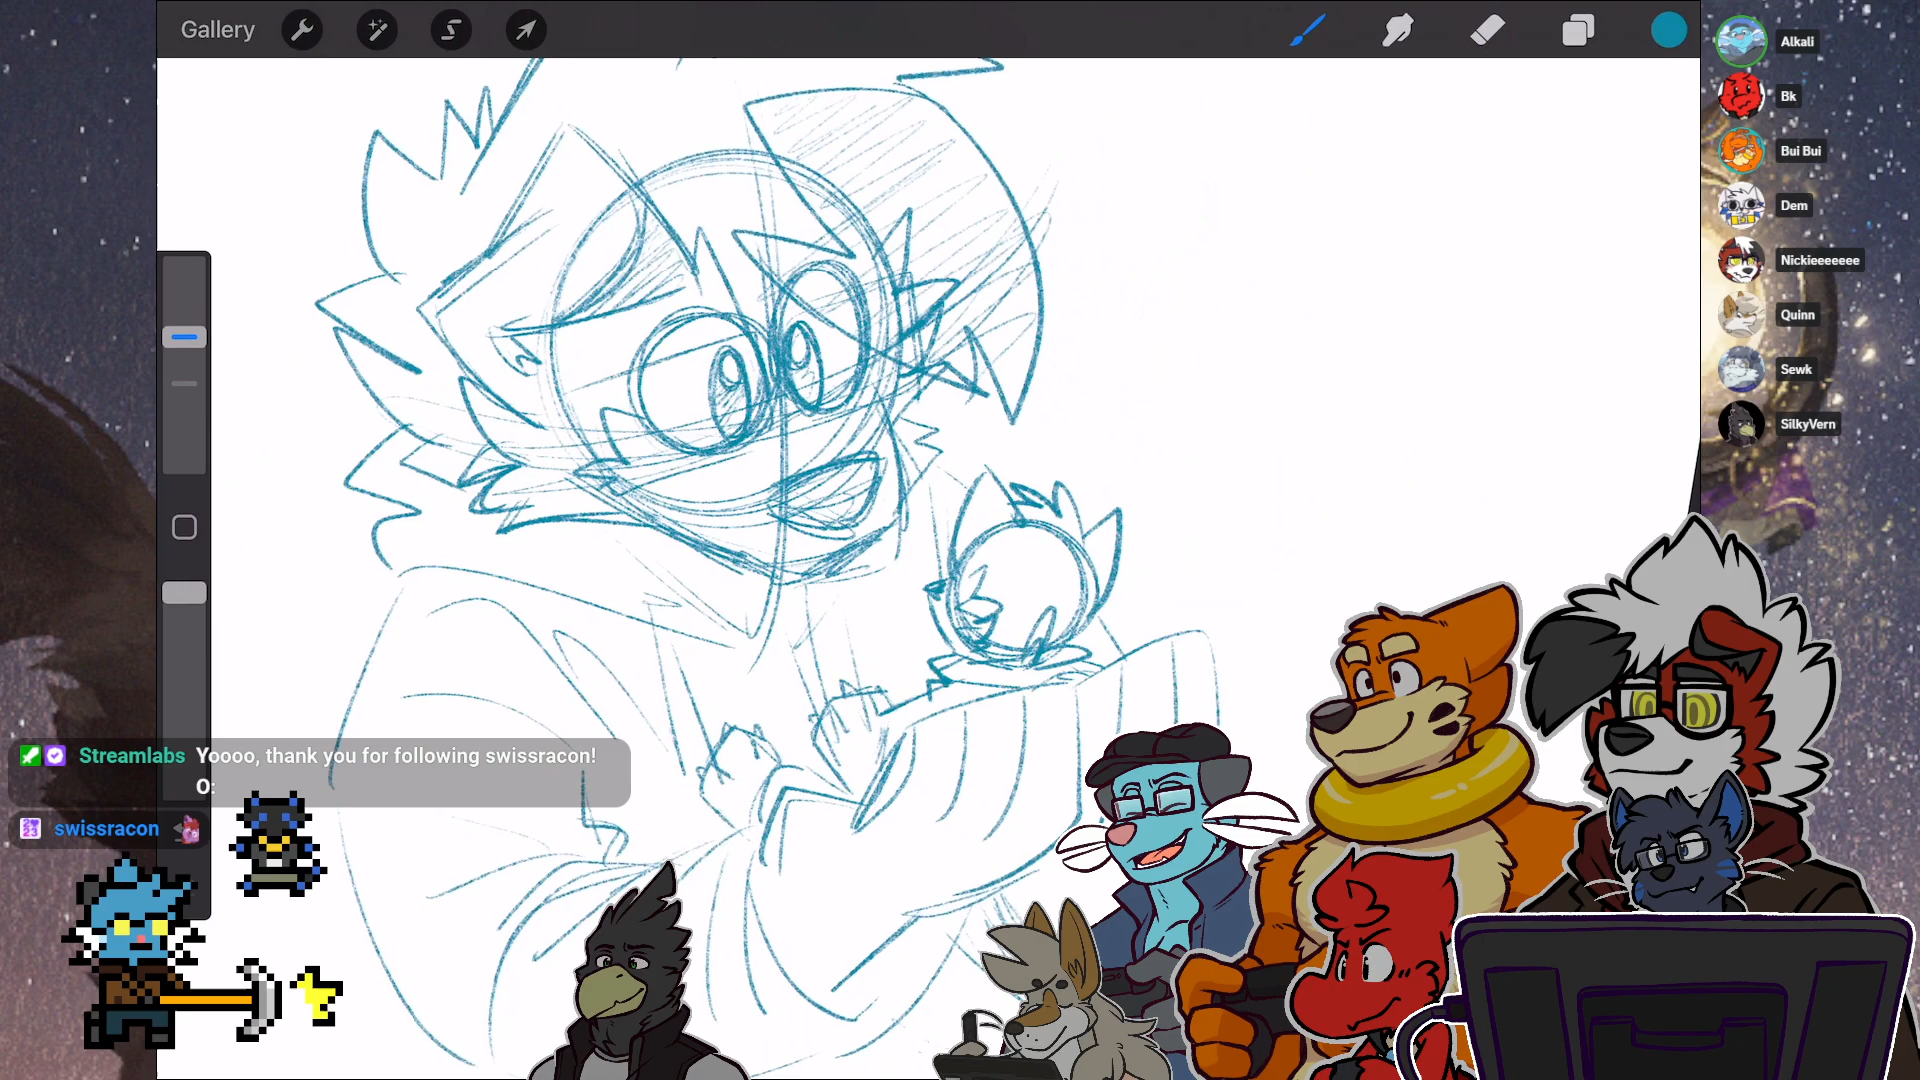 Gallery
Alkali
Bk
Bui Bui
Dem
Nickieeeeeee
Quinn
Sewk
SilkyVern
Streamlabs Yoooo, thank you for following swissracon!
O:
swissracon